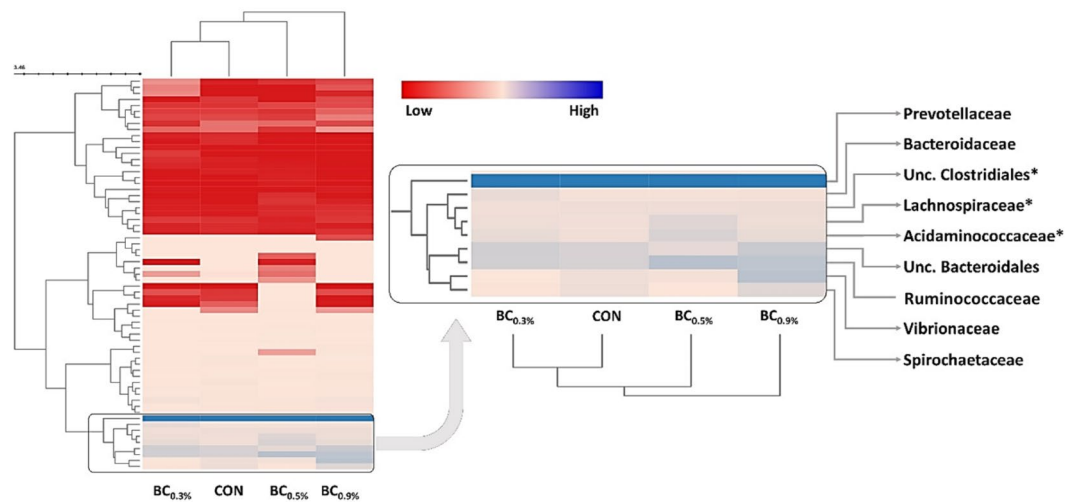 3.46
Low
High
Prevotellaceae
Bacteroidaceae
Unc. Clostridiales*
Lachnospiraceae*
Acidaminococcaceae*
Unc. Bacteroidales
Ruminococcaceae
Vibrionaceae
Spirochaetaceae
BC0.3% CON BC0.5% BC0.9%
BC0.3% CON BC0.5% BC0.9%